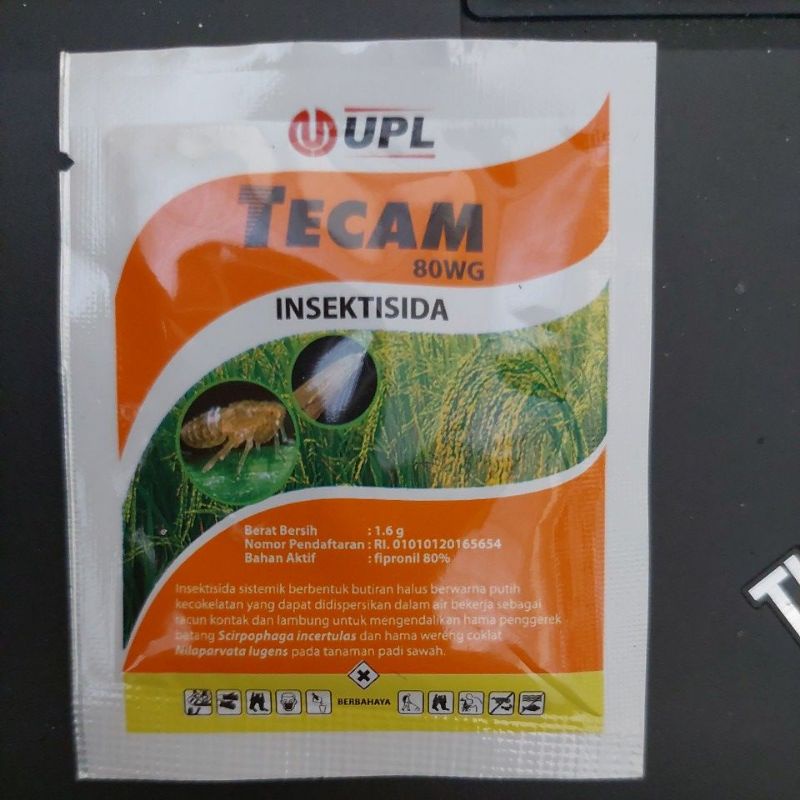 UPL
TECAM
80WG
INSEKTISIDA
Berat Bersih : 1.6 g
Nomor Pendaftaran : RI. 01010120165654
Bahan Aktif : fipronil 80%
Insektisida sistemik berbentuk butiran halus berwarna putih
kecokelatan yang dapat didispersikan dalam air bekerja sebagai
racun kontak dan lambung untuk mengendalikan hama penggerek
batang Scirpophaga incertulas dan hama wereng coklat
Nilaparvata lugens pada tanaman padi sawah.
BERBAHAYA